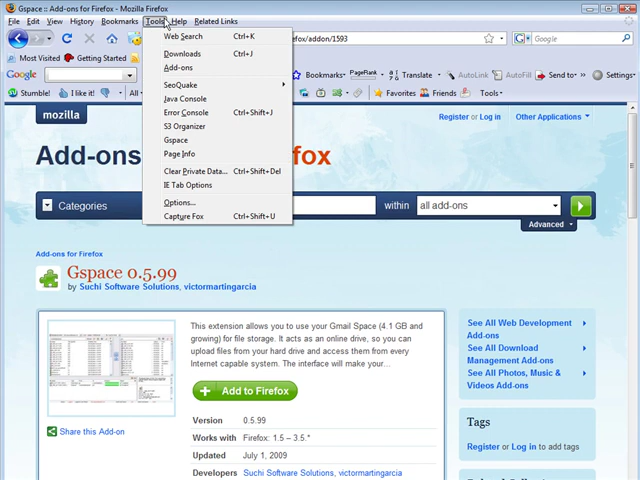 Gspace :: Add-ons for Firefox - Mozilla Firefox
File Edit View History Bookmarks Tools Help Related Links
fox/addon/1593
Google
Most Visited Getting Started
Google Bookmarks PageRank Translate AutoLink AutoFill Send to Settings
Stumble! I like it! All Favorites Friends Tools
Web Search Ctrl+K
Downloads Ctrl+J
Add-ons
SeoQuake
Java Console
Error Console Ctrl+Shift+J
S3 Organizer
Gspace
Page Info
Clear Private Data... Ctrl+Shift+Del
IE Tab Options
Options...
Capture Fox Ctrl+Shift+U
mozilla
Register or Log in Other Applications
Add-ons fox
Categories within all add-ons
Advanced
Add-ons for Firefox
Gspace 0.5.99
by Suchi Software Solutions, victormartingarcia
This extension allows you to use your Gmail Space (4.1 GB and
growing) for file storage. It acts as an online drive, so you can
upload files from your hard drive and access them from every
Internet capable system. The interface will make your...
Add to Firefox
Share this Add-on
Version 0.5.99
Works with Firefox: 1.5 – 3.5.*
Updated July 1, 2009
Developers Suchi Software Solutions, victormartingarcia
See All Web Development
Add-ons
See All Download
Management Add-ons
See All Photos, Music &
Videos Add-ons
Tags
Register or Log in to add tags